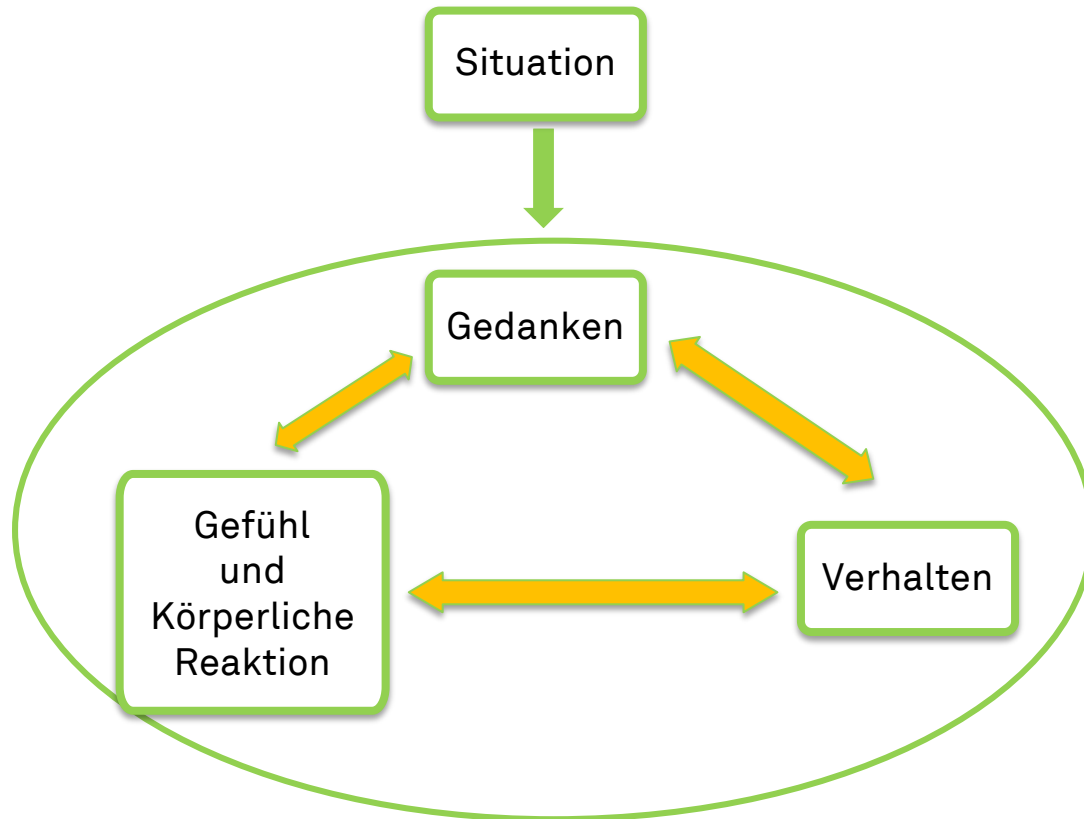 Situation
Gedanken
Gefühl
und
Körperliche
Reaktion
Verhalten